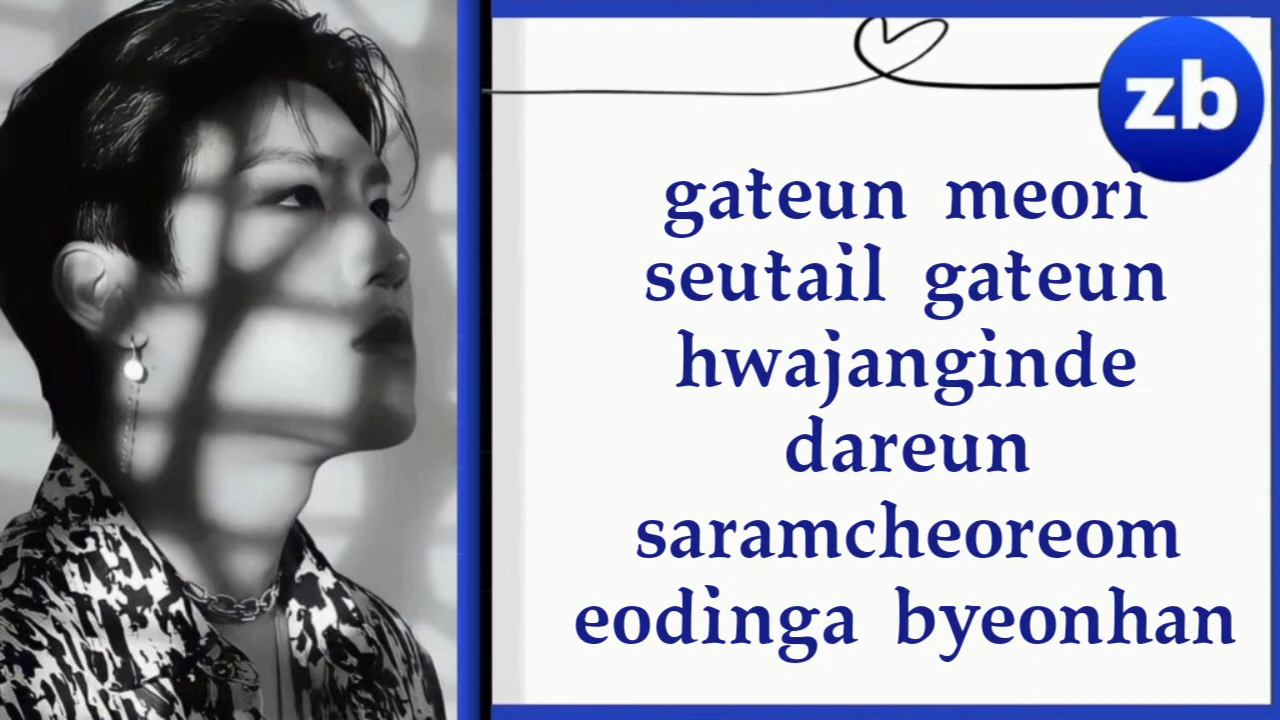 zb
gateun meori
seutail gateun
hwajanginde
dareun
saramcheoreom
eodinga byeonhan